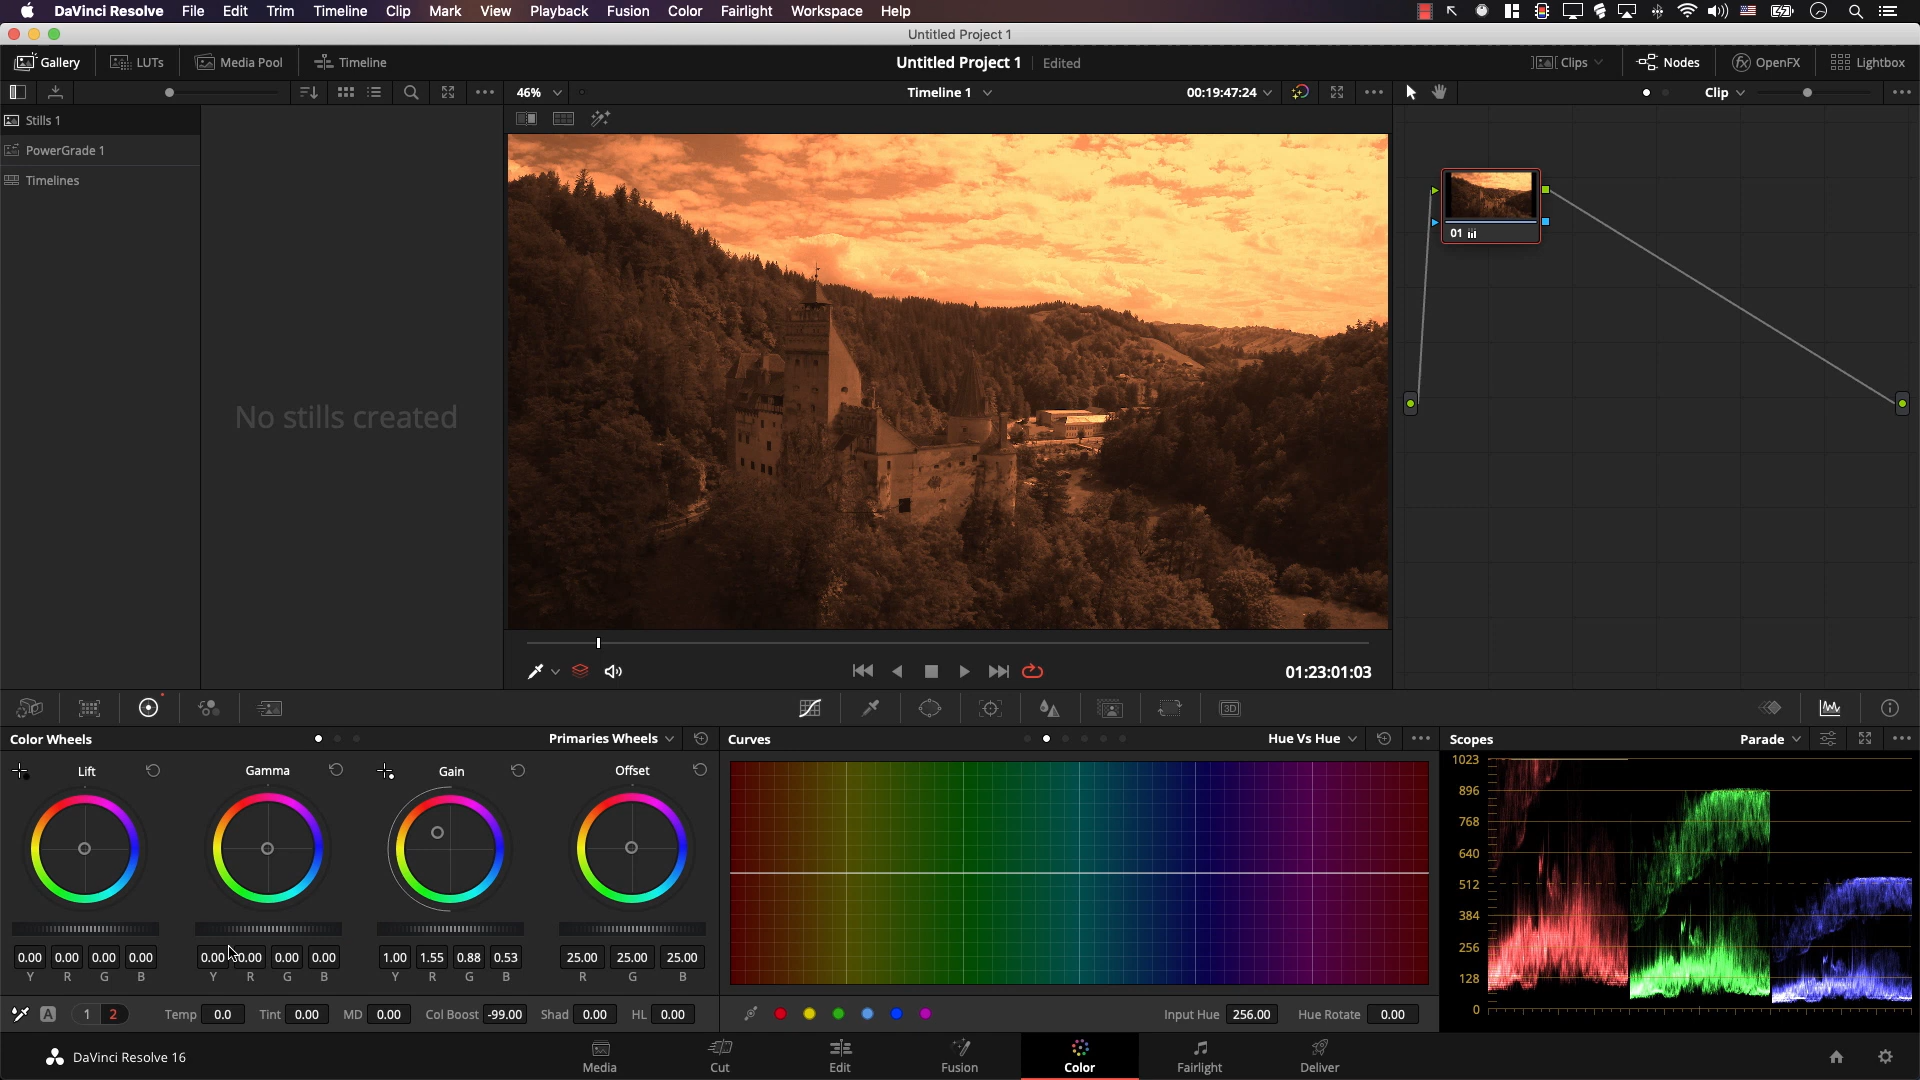 DaVinci Resolve File Edit Trim Timeline Clip Mark View Playback Fusion Color Fairlight Workspace Help
Untitled Project 1
Gallery LUTs Media Pool Timeline Untitled Project 1 Edited Clips Nodes OpenFX Lightbox
46% Timeline 1 00:19:47:24 Clip
Stills 1
PowerGrade 1
Timelines
No stills created
01
01:23:01:03
3D
Color Wheels Primaries Wheels Curves Hue Vs Hue Scopes Parade
Lift Gamma Gain Offset
1023
896
768
640
512
384
256
128
0
0.00 0.00 0.00 0.00 0.00 0.00 0.00 0.00 1.00 1.55 0.88 0.53 25.00 25.00 25.00
Y R G B Y R G B Y R G B R G B
A 1 2 Temp 0.0 Tint 0.00 MD 0.00 Col Boost -99.00 Shad 0.00 HL 0.00 Input Hue 256.00 Hue Rotate 0.00
DaVinci Resolve 16 Media Cut Edit Fusion Color Fairlight Deliver